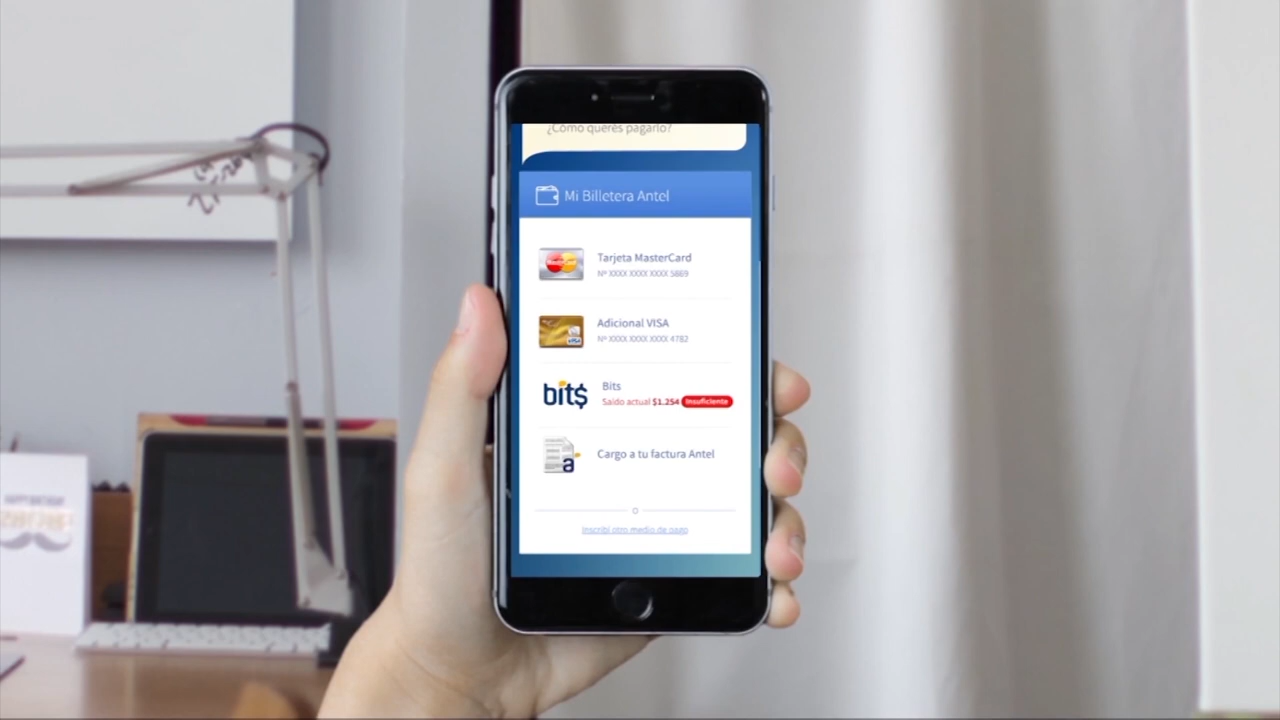 ¿Cómo querés pagarlo?
Mi Billetera Antel
Tarjeta MasterCard
Nº XXXX XXXX XXXX 5869
Adicional VISA
Nº XXXX XXXX XXXX 4782
VISA
bit$
Bits
Saldo actual $1.254 Insuficiente
a
Cargo a tu factura Antel
o
Inscribí otro medio de pago